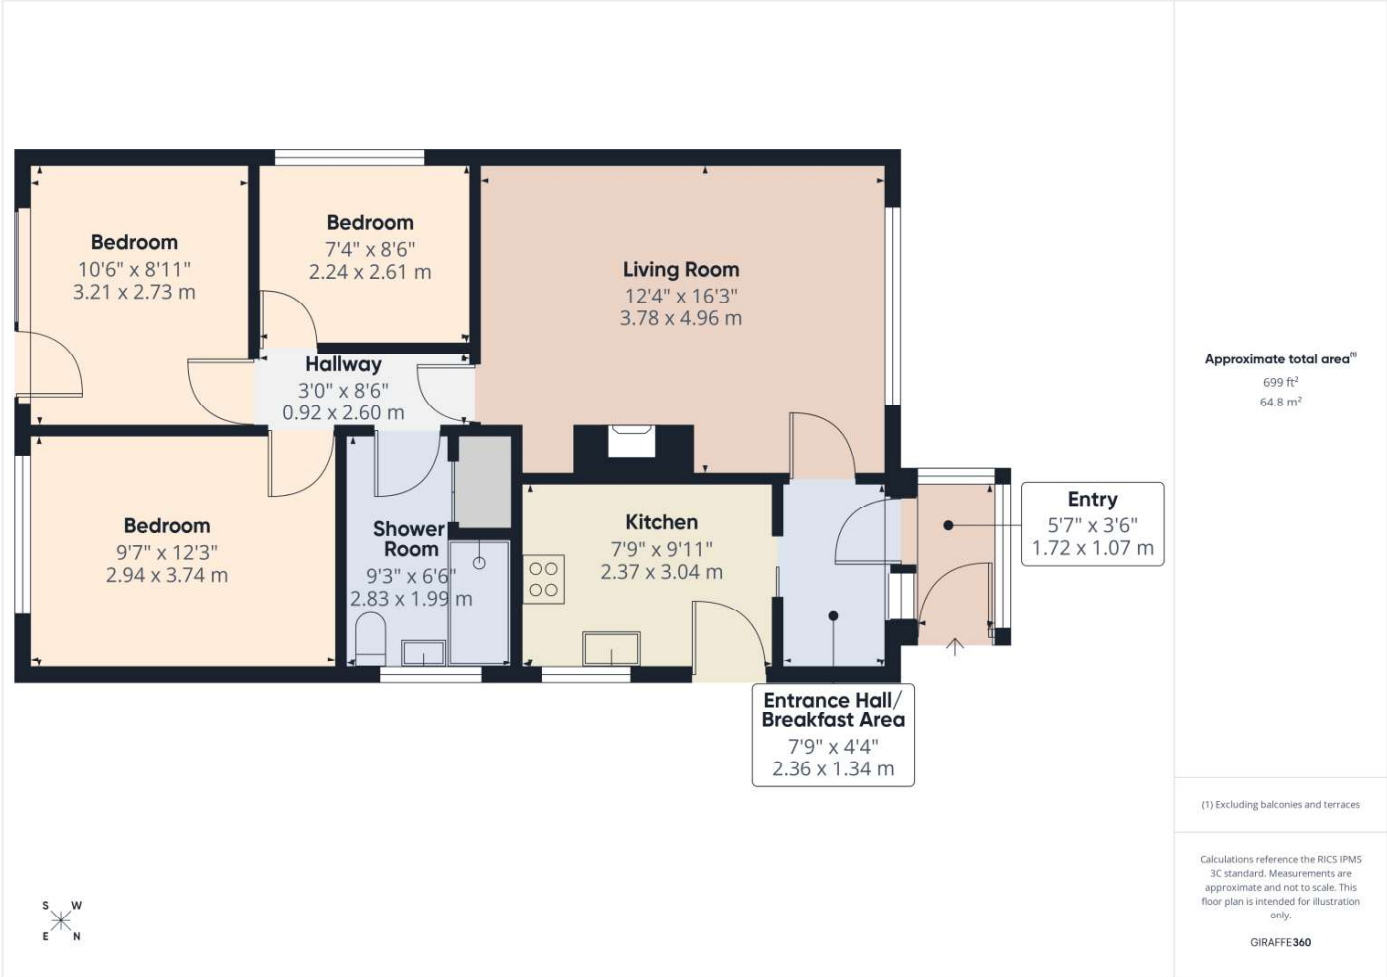 Bedroom
10'6" x 8'11"
3.21 x 2.73 m
Bedroom
7'4" x 8'6"
2.24 x 2.61 m
Living Room
12'4" x 16'3"
3.78 x 4.96 m
Hallway
3'0" x 8'6"
0.92 x 2.60 m
Bedroom
9'7" x 12'3"
2.94 x 3.74 m
Shower
Room
9'3" x 6'6"
2.83 x 1.99 m
Kitchen
7'9" x 9'11"
2.37 x 3.04 m
Entry
5'7" x 3'6"
1.72 x 1.07 m
Entrance Hall/
Breakfast Area
7'9" x 4'4"
2.36 x 1.34 m
S W
E N
Approximate total area(1)
699 ft²
64.8 m²
(1) Excluding balconies and terraces
Calculations reference the RICS IPMS
3C standard. Measurements are
approximate and not to scale. This
floor plan is intended for illustration
only.
GIRAFFE360